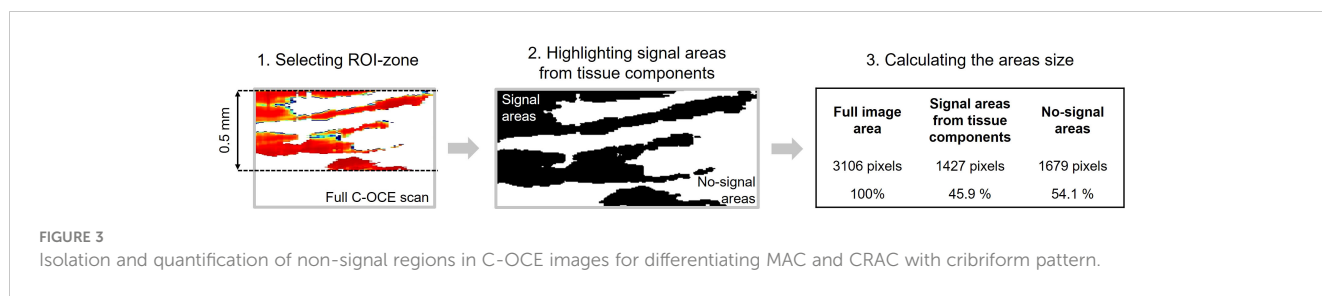 1. Selecting ROI-zone
0.5 mm
Full C-OCE scan
2. Highlighting signal areas
from tissue components
Signal
areas
No-signal
areas
3. Calculating the areas size
Full image
area
Signal areas
from tissue
components
No-signal
areas
3106 pixels 1427 pixels 1679 pixels
100% 45.9 % 54.1 %
FIGURE 3
Isolation and quantification of non-signal regions in C-OCE images for differentiating MAC and CRAC with cribriform pattern.